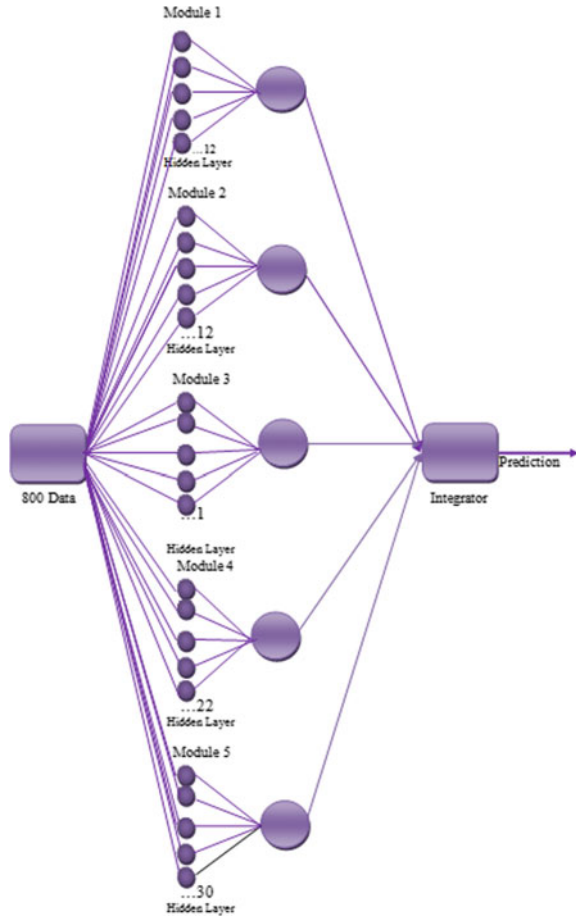 Module 1
...12
Hidden Layer
Module 2
...12
Hidden Layer
Module 3
800 Data
...1
Prediction
Integrator
Hidden Layer
Module 4
...22
Hidden Layer
Module 5
...30
Hidden Layer